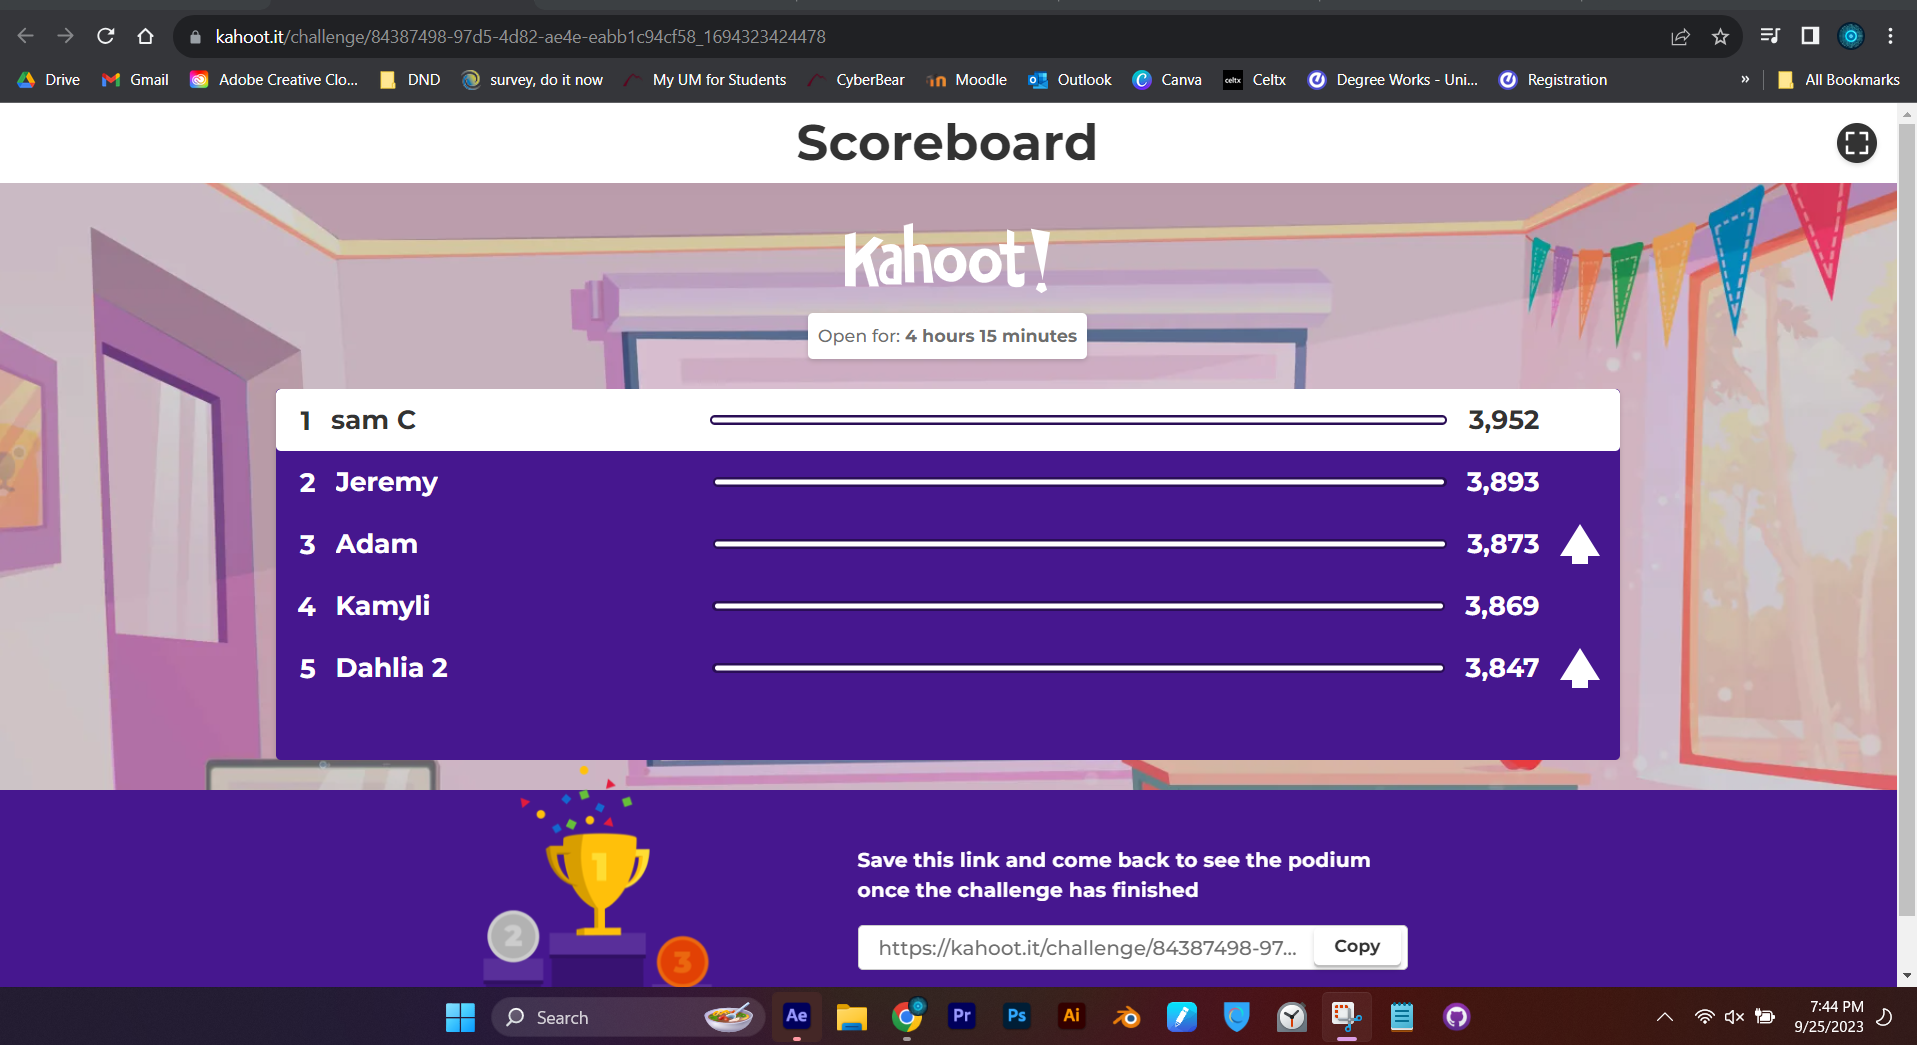 kahoot.it/challenge/84387498-97d5-4d82-ae4e-eabb1c94cf58_1694323424478
Drive Gmail Adobe Creative Clo... DND survey, do it now My UM for Students CyberBear Moodle Outlook Canva celtx Celtx Degree Works - Uni... Registration » All Bookmarks
Scoreboard
Kahoot!
Open for: 4 hours 15 minutes
1 sam C 3,952
2 Jeremy 3,893
3 Adam 3,873
4 Kamyli 3,869
5 Dahlia 2 3,847
1
2
3
Save this link and come back to see the podium
once the challenge has finished
https://kahoot.it/challenge/84387498-97... Copy
Search Ae Pr Ps Ai 7:44 PM
9/25/2023